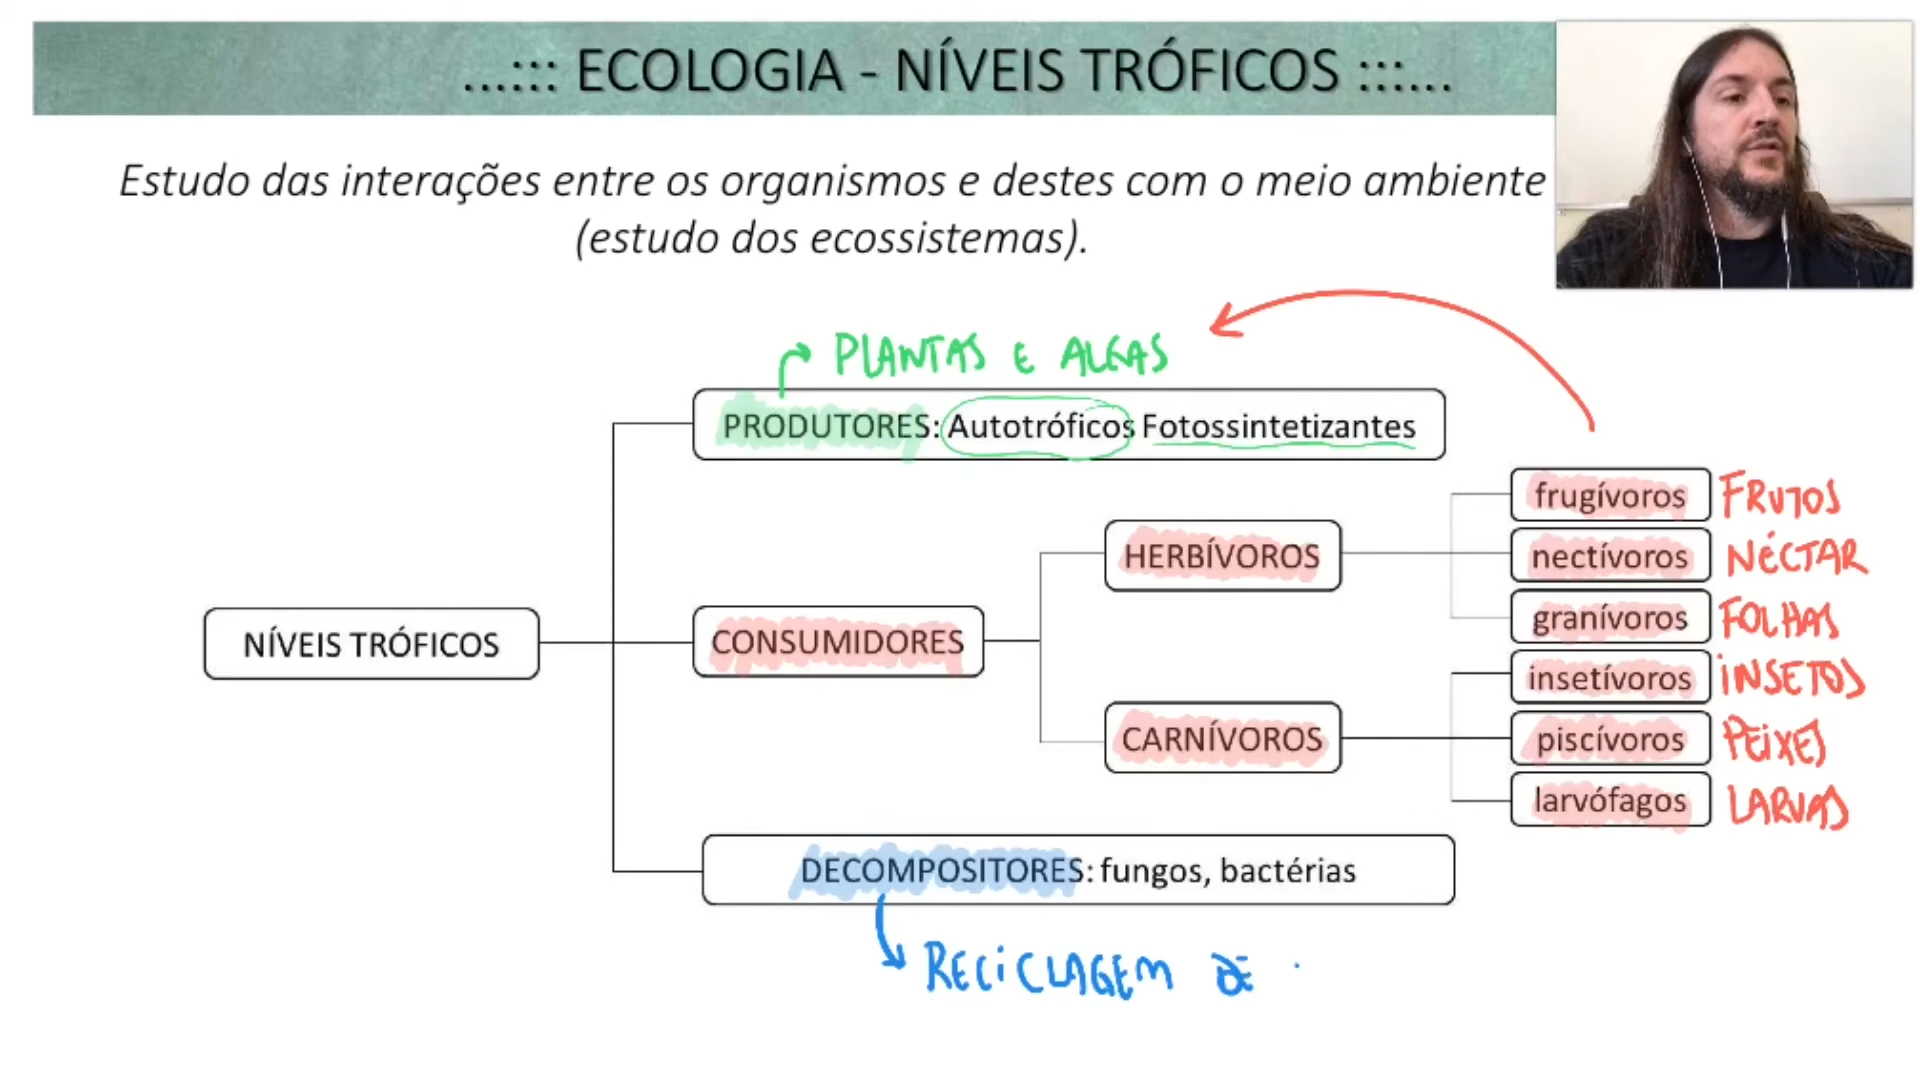 ...::: ECOLOGIA - NÍVEIS TRÓFICOS :::...
Estudo das interações entre os organismos e destes com o meio ambiente
(estudo dos ecossistemas).
PLANTAS E ALGAS
PRODUTORES: Autotróficos Fotossintetizantes
frugívoros FRUTOS
HERBÍVOROS
nectívoros NÉCTAR
granívoros FOLHAS
NÍVEIS TRÓFICOS
CONSUMIDORES
insetívoros INSETOS
CARNÍVOROS
piscívoros PEIXES
larvófagos LARVAS
DECOMPOSITORES: fungos, bactérias
RECICLAGEM DE